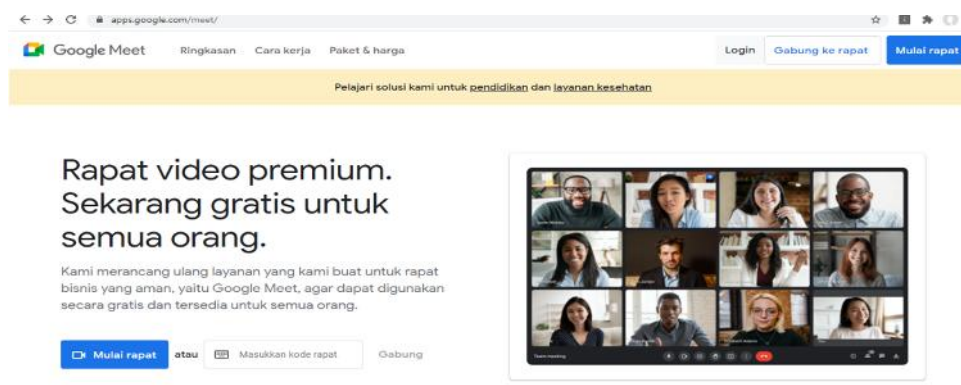 apps.google.com/meet/
Google Meet Ringkasan Cara kerja Paket & harga Login Gabung ke rapat Mulai rapat
Pelajari solusi kami untuk pendidikan dan layanan kesehatan
Rapat video premium.
Sekarang gratis untuk
semua orang.
Kami merancang ulang layanan yang kami buat untuk rapat
bisnis yang aman, yaitu Google Meet, agar dapat digunakan
secara gratis dan tersedia untuk semua orang.
Mulai rapat atau Masukkan kode rapat Gabung
Team meeting